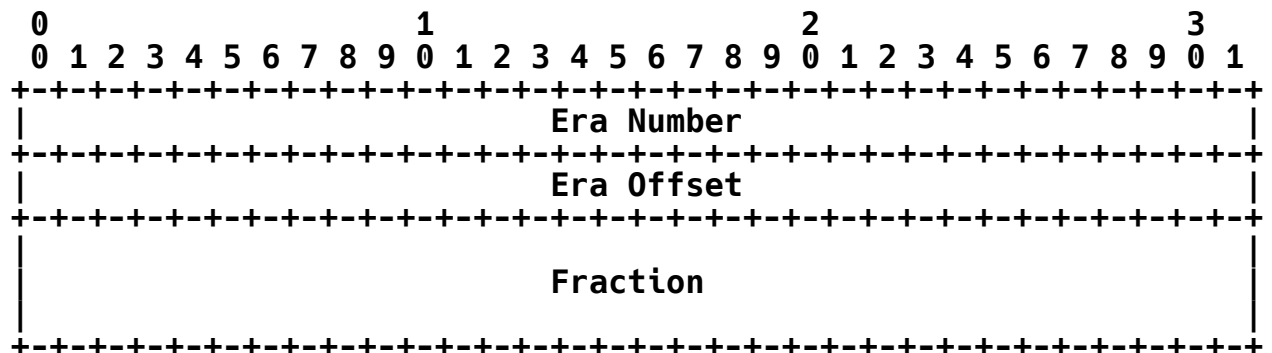 0                   1                   2                   3
 0 1 2 3 4 5 6 7 8 9 0 1 2 3 4 5 6 7 8 9 0 1 2 3 4 5 6 7 8 9 0 1
+-+-+-+-+-+-+-+-+-+-+-+-+-+-+-+-+-+-+-+-+-+-+-+-+-+-+-+-+-+-+-+-+
|                           Era Number                          |
+-+-+-+-+-+-+-+-+-+-+-+-+-+-+-+-+-+-+-+-+-+-+-+-+-+-+-+-+-+-+-+-+
|                           Era Offset                          |
+-+-+-+-+-+-+-+-+-+-+-+-+-+-+-+-+-+-+-+-+-+-+-+-+-+-+-+-+-+-+-+-+
|                                                               |
|                           Fraction                            |
|                                                               |
+-+-+-+-+-+-+-+-+-+-+-+-+-+-+-+-+-+-+-+-+-+-+-+-+-+-+-+-+-+-+-+-+